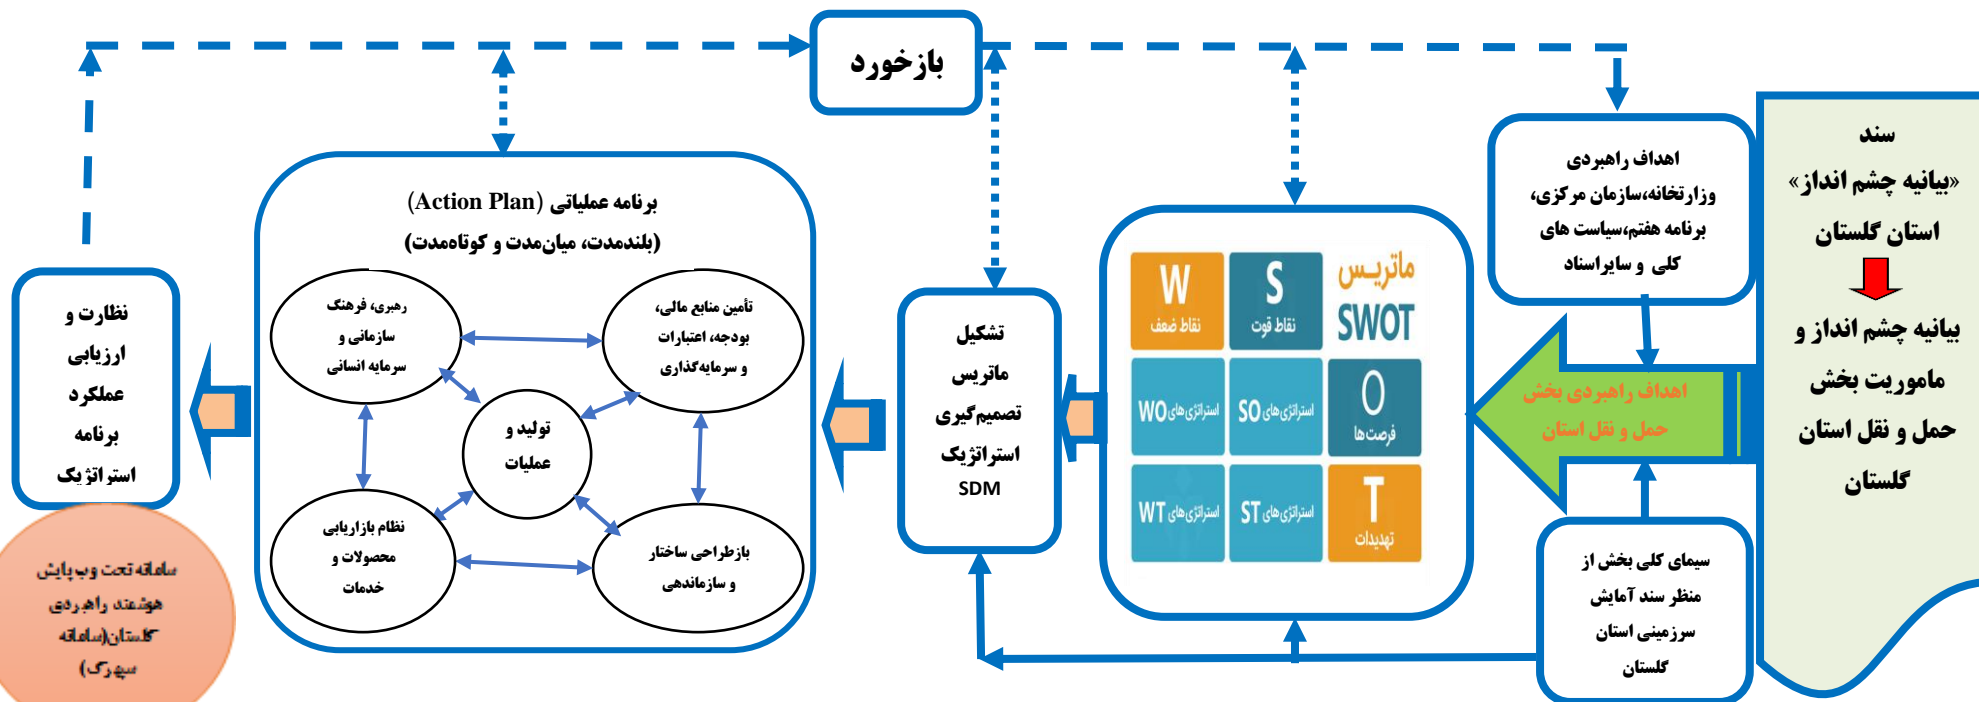 بازخورد
سند
«بیانیه چشم انداز»
استان گلستان
بیانیه چشم انداز و
ماموریت بخش
حمل و نقل استان
گلستان
اهداف راهبردی
وزارتخانه،سازمان مرکزی،
برنامه هفتم،سیاست های
کلی و سایراسناد
اهداف راهبردی بخش
حمل و نقل استان
سیمای کلی بخش از
منظر سند آمایش
سرزمینی استان
گلستان
ماتریس
SWOT
S
نقاط قوت
W
نقاط ضعف
O
فرصت‌ها
استراتژی‌های SO
استراتژی‌های WO
T
تهدیدات
استراتژی‌های ST
استراتژی‌های WT
تشکیل
ماتریس
تصمیم‌گیری
استراتژیک
SDM
برنامه عملیاتی (Action Plan)
(بلندمدت، میان‌مدت و کوتاه‌مدت)
تأمین منابع مالی،
بودجه، اعتبارات
و سرمایه‌گذاری
رهبری، فرهنگ
سازمانی و
سرمایه انسانی
تولید و
عملیات
بازطراحی ساختار
و سازماندهی
نظام بازاریابی
محصولات و
خدمات
نظارت و
ارزیابی
عملکرد
برنامه
استراتژیک
سامانه تحت وب پایش
هوشمند راهبردی
گلستان(سامانه
سپهرک)